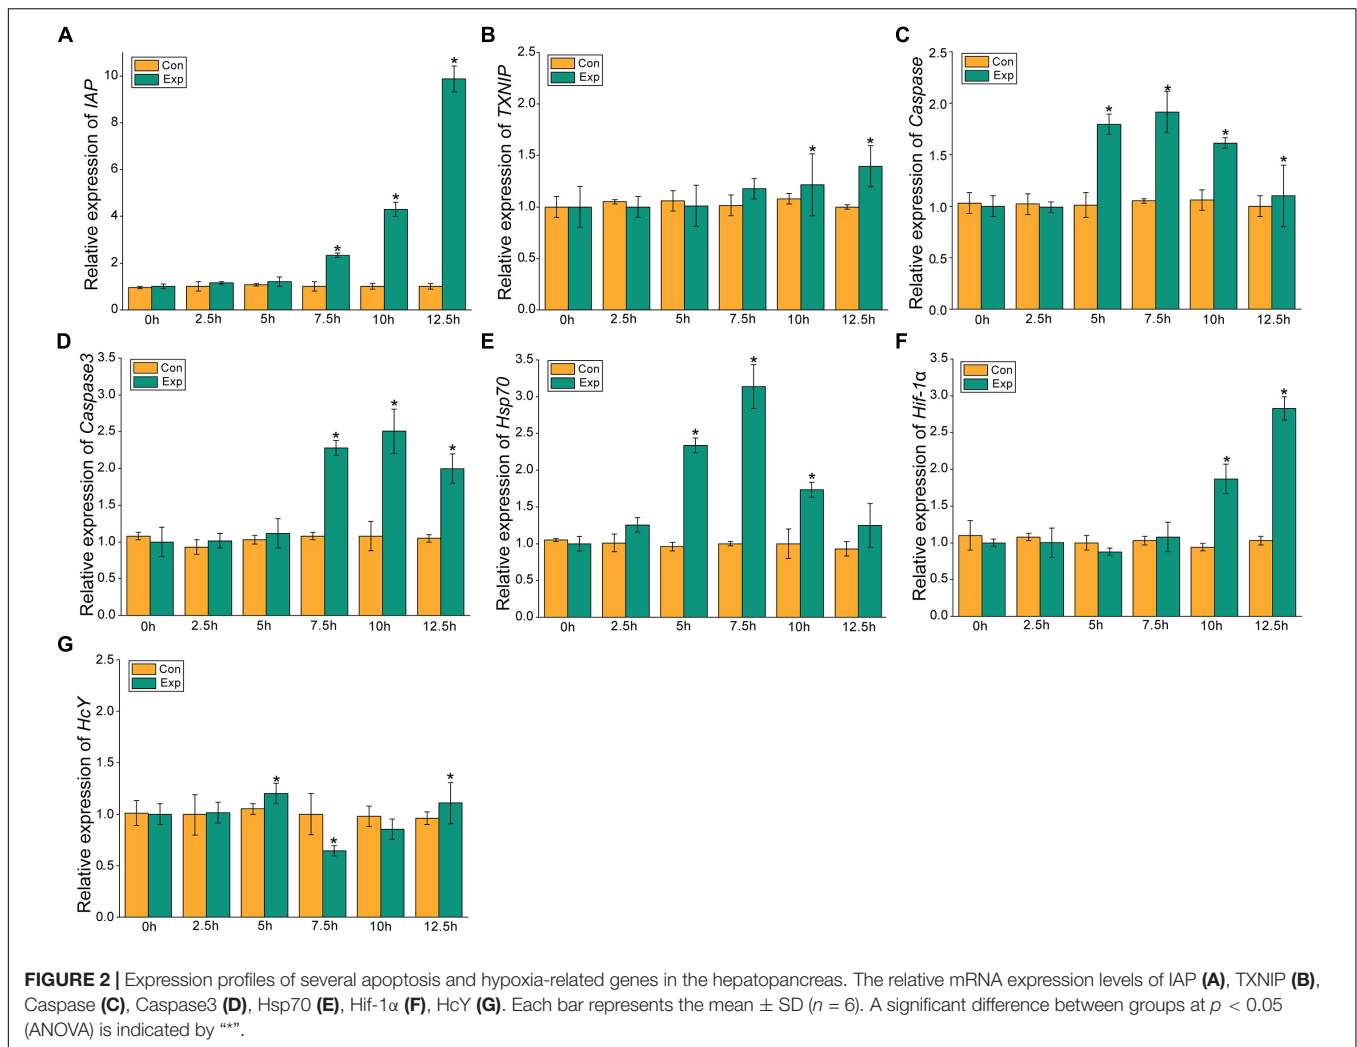 A
Relative expression of IAP
Con
Exp
10
8
6
4
2
0
*
*
*
0h 2.5h 5h 7.5h 10h 12.5h
B
Relative expression of TXNIP
Con
Exp
2.5
2.0
1.5
1.0
0.5
0.0
*
*
0h 2.5h 5h 7.5h 10h 12.5h
C
Relative expression of Caspase
Con
Exp
2.5
2.0
1.5
1.0
0.5
0.0
*
*
*
*
0h 2.5h 5h 7.5h 10h 12.5h
D
Relative expression of Caspase3
Con
Exp
3.5
3.0
2.5
2.0
1.5
1.0
0.5
0.0
*
*
*
0h 2.5h 5h 7.5h 10h 12.5h
E
Relative expression of Hsp70
Con
Exp
3.5
3.0
2.5
2.0
1.5
1.0
0.5
0.0
*
*
*
0h 2.5h 5h 7.5h 10h 12.5h
F
Relative expression of Hif-1α
Con
Exp
3.5
3.0
2.5
2.0
1.5
1.0
0.5
0.0
*
*
0h 2.5h 5h 7.5h 10h 12.5h
G
Relative expression of HcY
Con
Exp
2.5
2.0
1.5
1.0
0.5
0.0
*
*
*
0h 2.5h 5h 7.5h 10h 12.5h
FIGURE 2 | Expression profiles of several apoptosis and hypoxia-related genes in the hepatopancreas. The relative mRNA expression levels of IAP (A), TXNIP (B),
Caspase (C), Caspase3 (D), Hsp70 (E), Hif-1α (F), HcY (G). Each bar represents the mean ± SD (n = 6). A significant difference between groups at p < 0.05
(ANOVA) is indicated by “*”.